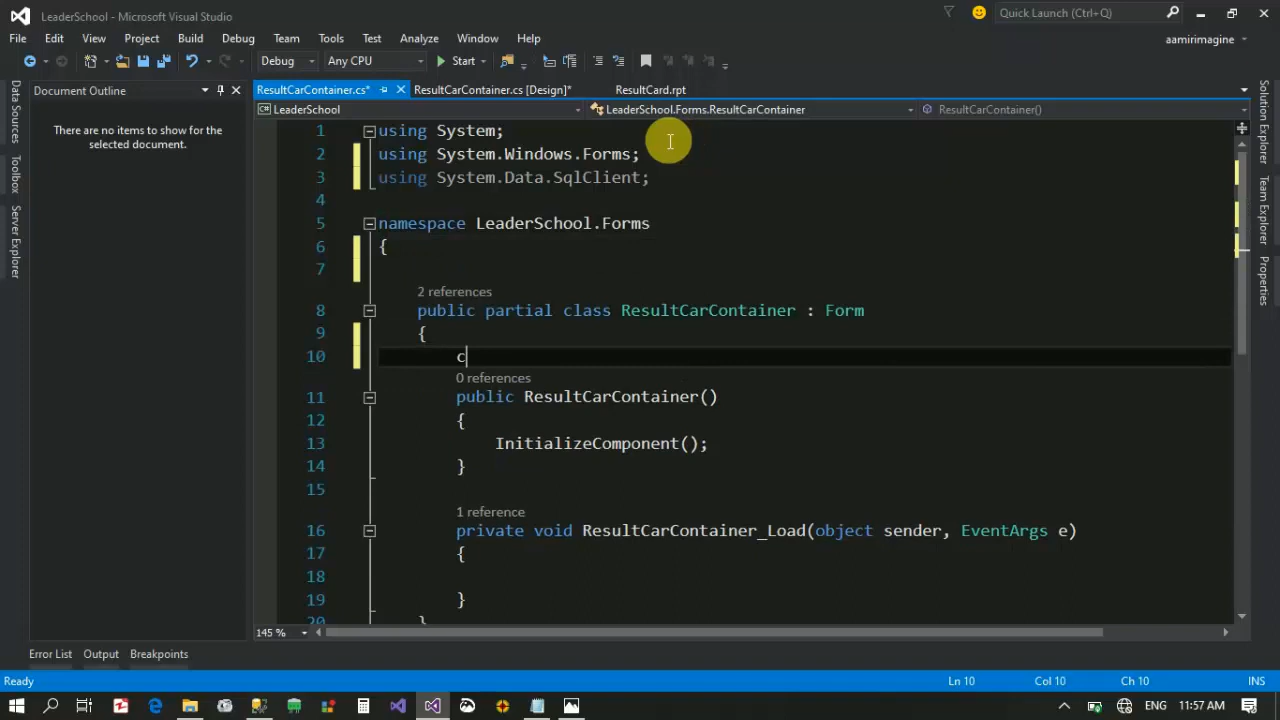 LeaderSchool - Microsoft Visual Studio
Quick Launch (Ctrl+Q)
File Edit View Project Build Debug Team Tools Test Analyze Window Help
aamirimagine
Debug Any CPU Start
Document Outline
ResultCarContainer.cs* ResultCarContainer.cs [Design]* ResultCard.rpt
LeaderSchool LeaderSchool.Forms.ResultCarContainer ResultCarContainer()
There are no items to show for the
selected document.
Data Sources
Toolbox
Server Explorer
Solution Explorer
Team Explorer
Properties
1 using System;
2 using System.Windows.Forms;
3 using System.Data.SqlClient;
4
5 namespace LeaderSchool.Forms
6 {
7
2 references
8 public partial class ResultCarContainer : Form
9 {
10 c
0 references
11 public ResultCarContainer()
12 {
13 InitializeComponent();
14 }
15
1 reference
16 private void ResultCarContainer_Load(object sender, EventArgs e)
17 {
18
19 }
20 }
145 %
Error List Output Breakpoints
Ready Ln 10 Col 10 Ch 10 INS
11:57 AM